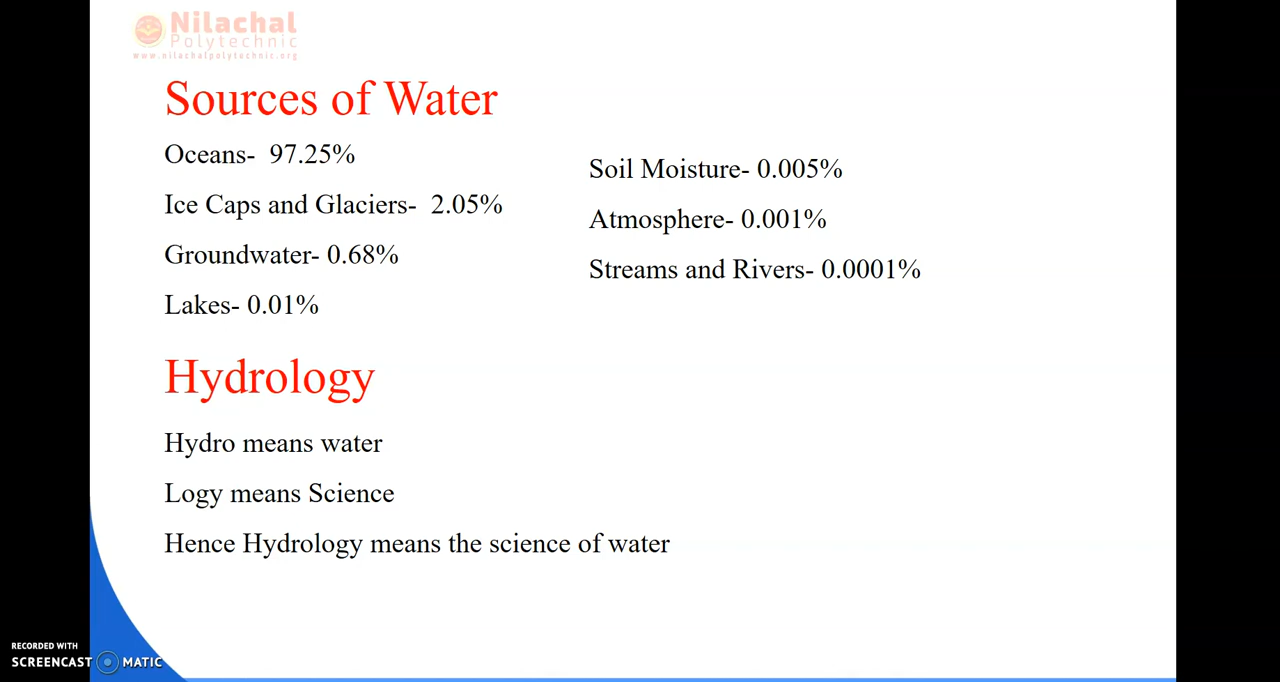 Nilachal
Polytechnic
www.nilachalpolytechnic.org
Sources of Water
Oceans- 97.25%
Ice Caps and Glaciers- 2.05%
Groundwater- 0.68%
Lakes- 0.01%
Soil Moisture- 0.005%
Atmosphere- 0.001%
Streams and Rivers- 0.0001%
Hydrology
Hydro means water
Logy means Science
Hence Hydrology means the science of water
RECORDED WITH
SCREENCAST MATIC